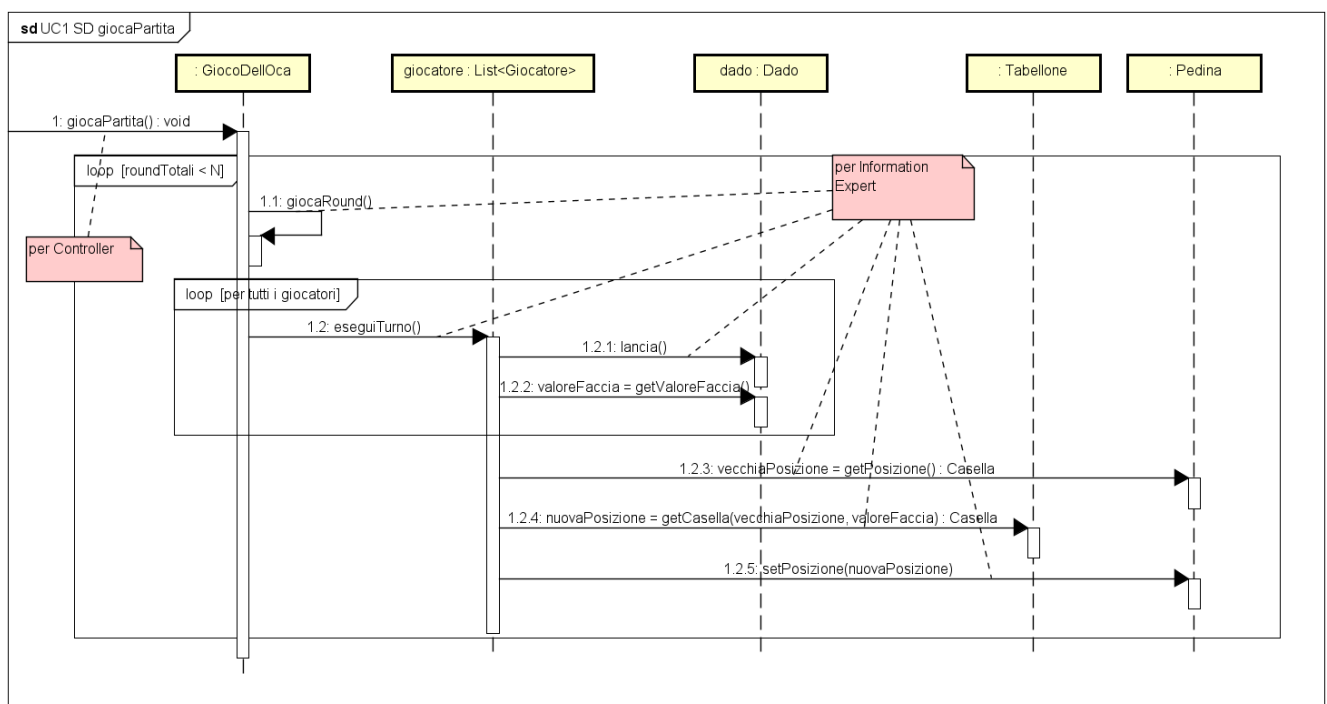 sd UC1 SD giocaPartita
: GiocoDellOca
giocatore : List<Giocatore>
dado : Dado
: Tabellone
: Pedina
1: giocaPartita() : void
loop [roundTotali < N]
per Information
Expert
1.1: giocaRound()
per Controller
loop [per tutti i giocatori]
1.2: eseguiTurno()
1.2.1: lancia()
1.2.2: valoreFaccia = getValoreFaccia()
1.2.3: vecchiaPosizione = getPosizione() : Casella
1.2.4: nuovaPosizione = getCasella(vecchiaPosizione, valoreFaccia) : Casella
1.2.5: setPosizione(nuovaPosizione)